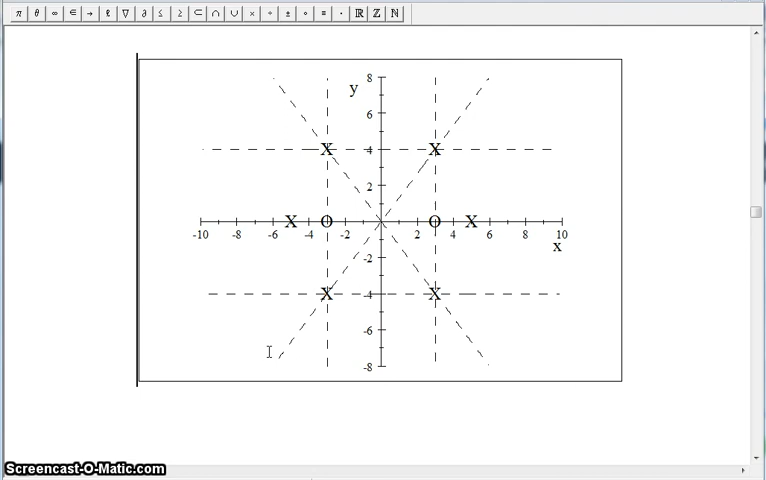 π θ ∞ ∈ → ℓ ∇ ∂ ≤ ≥ ⊂ ∩ ∪ × ÷ ± ∘ ≡ · ℝ ℤ ℕ
y 8
6
X X 4
2
X O O X
-10 -8 -6 -4 -2 2 4 6 8 10
x
-2
X X -4
-6
-8
Screencast-O-Matic.com